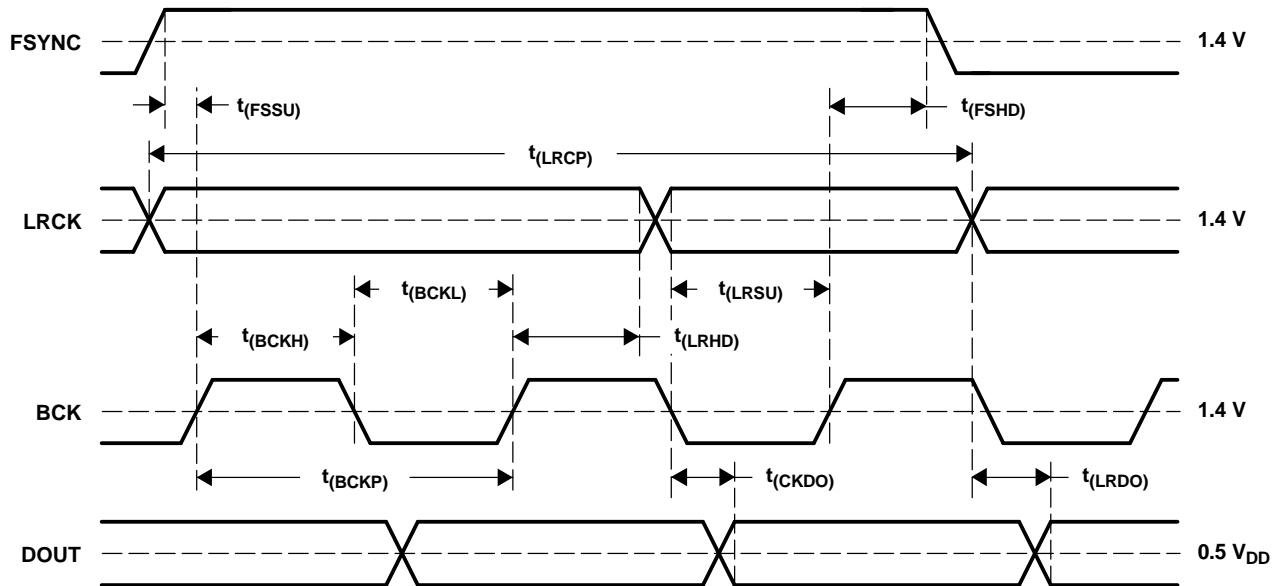 FSYNC
1.4 V
t(FSSU)
t(FSHD)
t(LRCP)
LRCK
1.4 V
t(BCKL)
t(LRSU)
t(BCKH)
t(LRHD)
BCK
1.4 V
t(BCKP)
t(CKDO)
t(LRDO)
DOUT
0.5 VDD